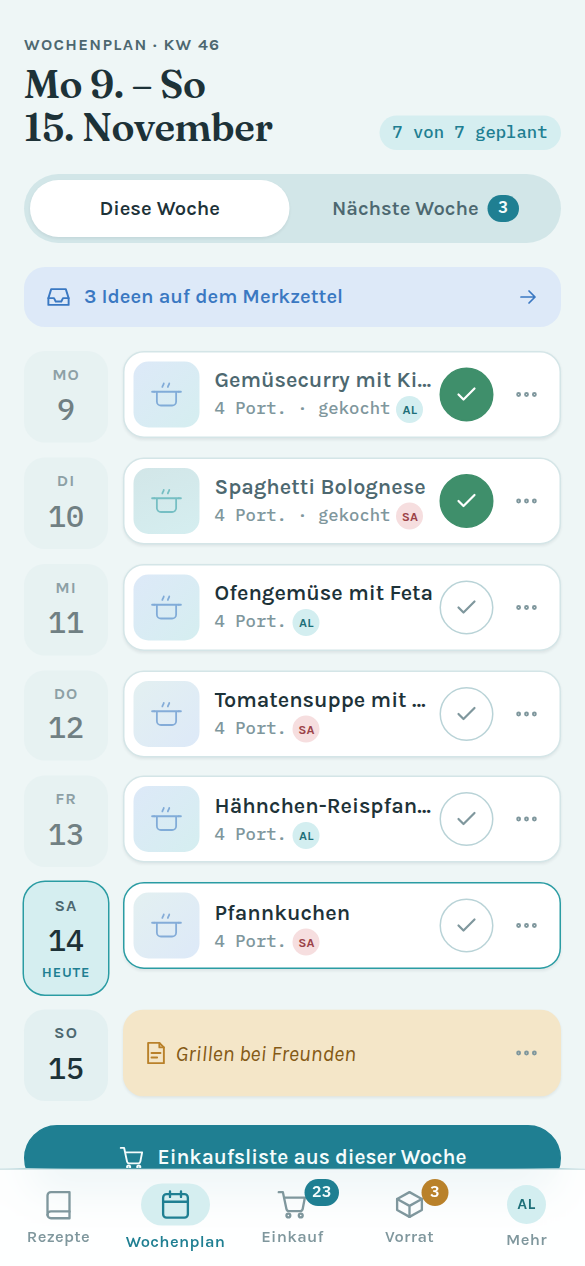 WOCHENPLAN · KW 46
Mo 9. – So
15. November
7 von 7 geplant
Diese Woche
Nächste Woche 3
3 Ideen auf dem Merkzettel
MO
9
Gemüsecurry mit Ki...
4 Port. · gekocht AL
DI
10
Spaghetti Bolognese
4 Port. · gekocht SA
MI
11
Ofengemüse mit Feta
4 Port. AL
DO
12
Tomatensuppe mit ...
4 Port. SA
FR
13
Hähnchen-Reispfan...
4 Port. AL
SA
14
HEUTE
Pfannkuchen
4 Port. SA
SO
15
Grillen bei Freunden
Einkaufsliste aus dieser Woche
23
3
AL
Rezepte
Wochenplan
Einkauf
Vorrat
Mehr